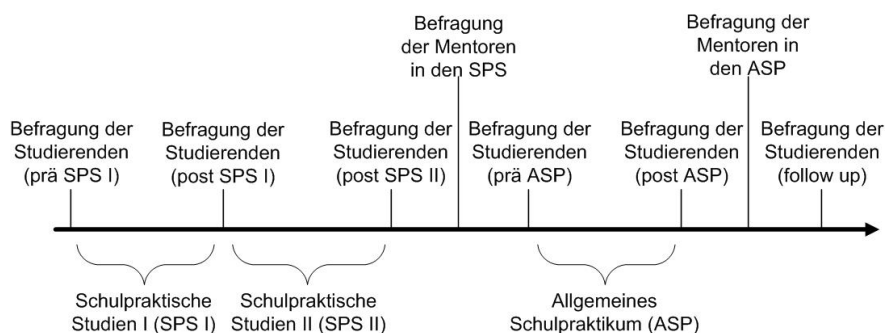 Befragung
der Mentoren
in den SPS
Befragung der
Mentoren in
den ASP
Befragung der
Studierenden
(prä SPS I)
Befragung der
Studierenden
(post SPS I)
Befragung der
Studierenden
(post SPS II)
Befragung der
Studierenden
(prä ASP)
Befragung der
Studierenden
(post ASP)
Befragung der
Studierenden
(follow up)
Schulpraktische
Studien I (SPS I)
Schulpraktische
Studien II (SPS II)
Allgemeines
Schulpraktikum (ASP)